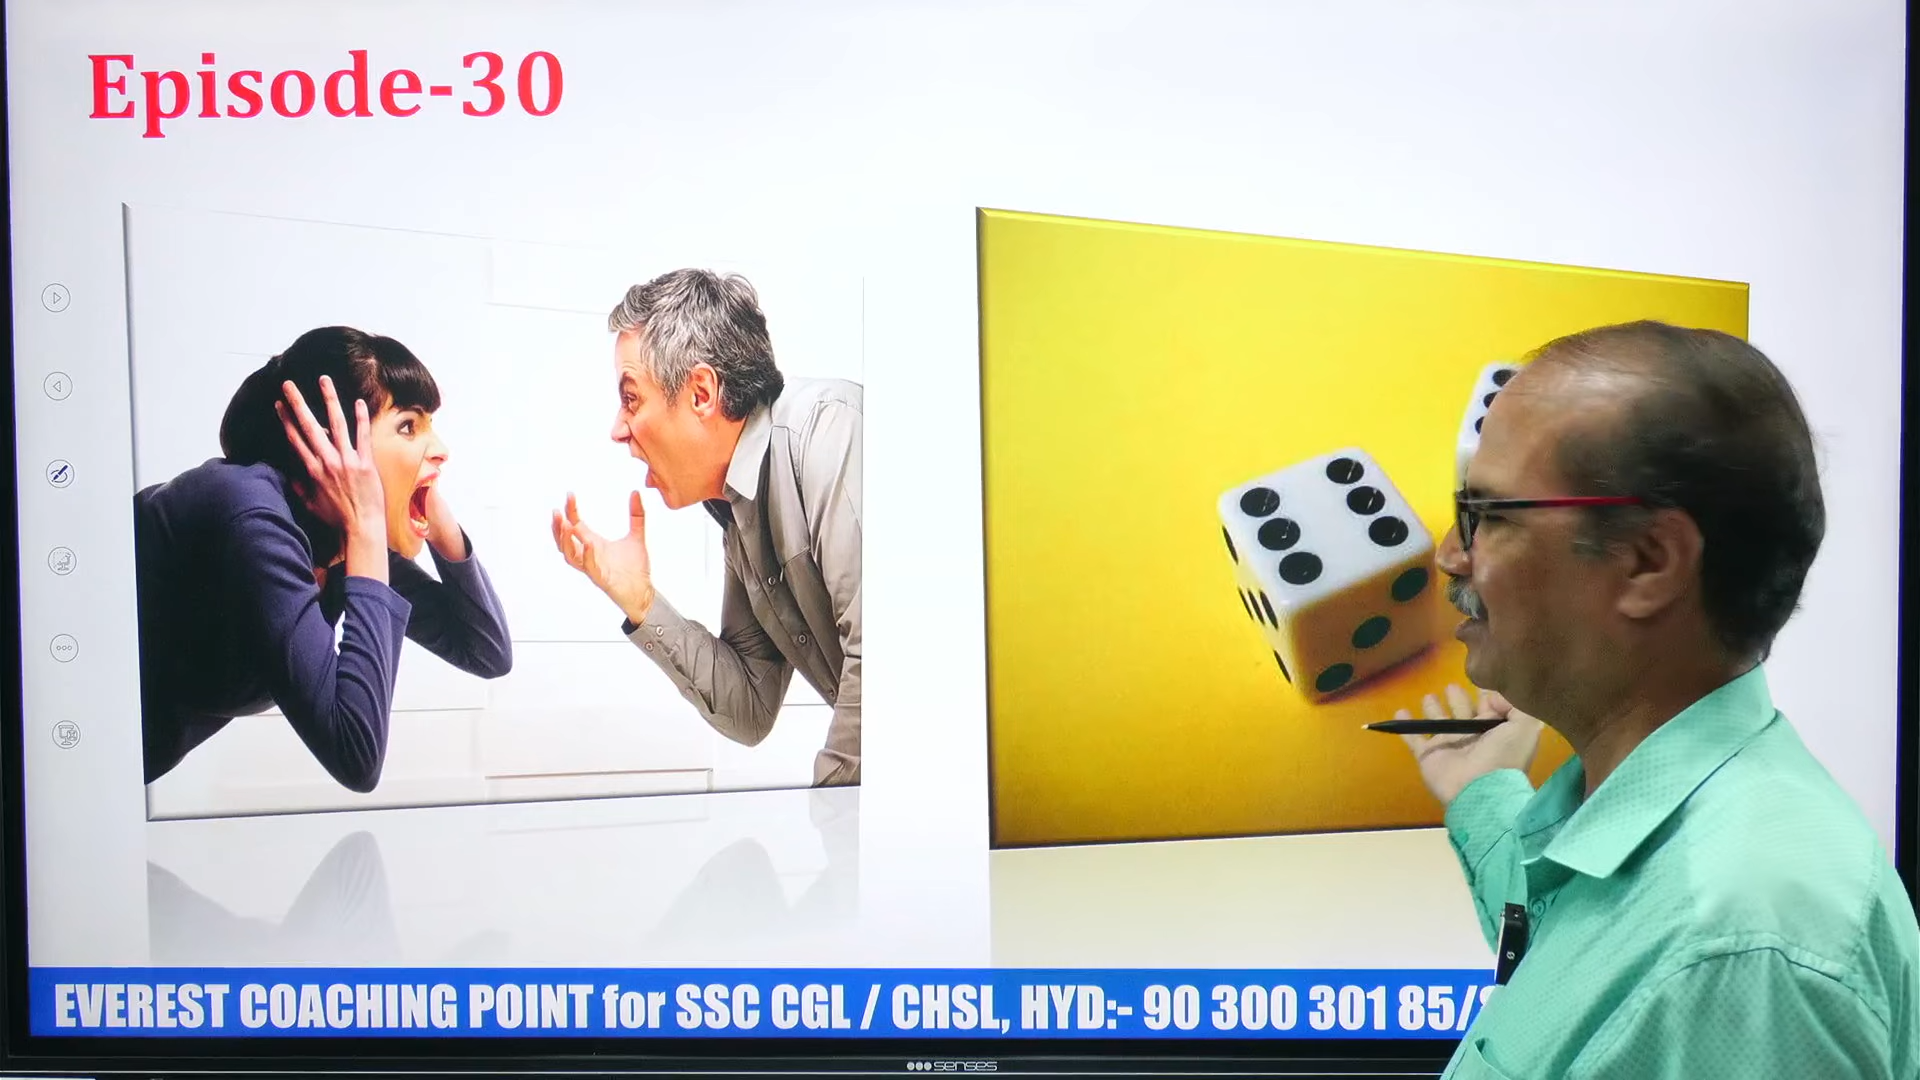 Episode-30
EVEREST COACHING POINT for SSC CGL / CHSL, HYD:- 90 300 301 85/
senses